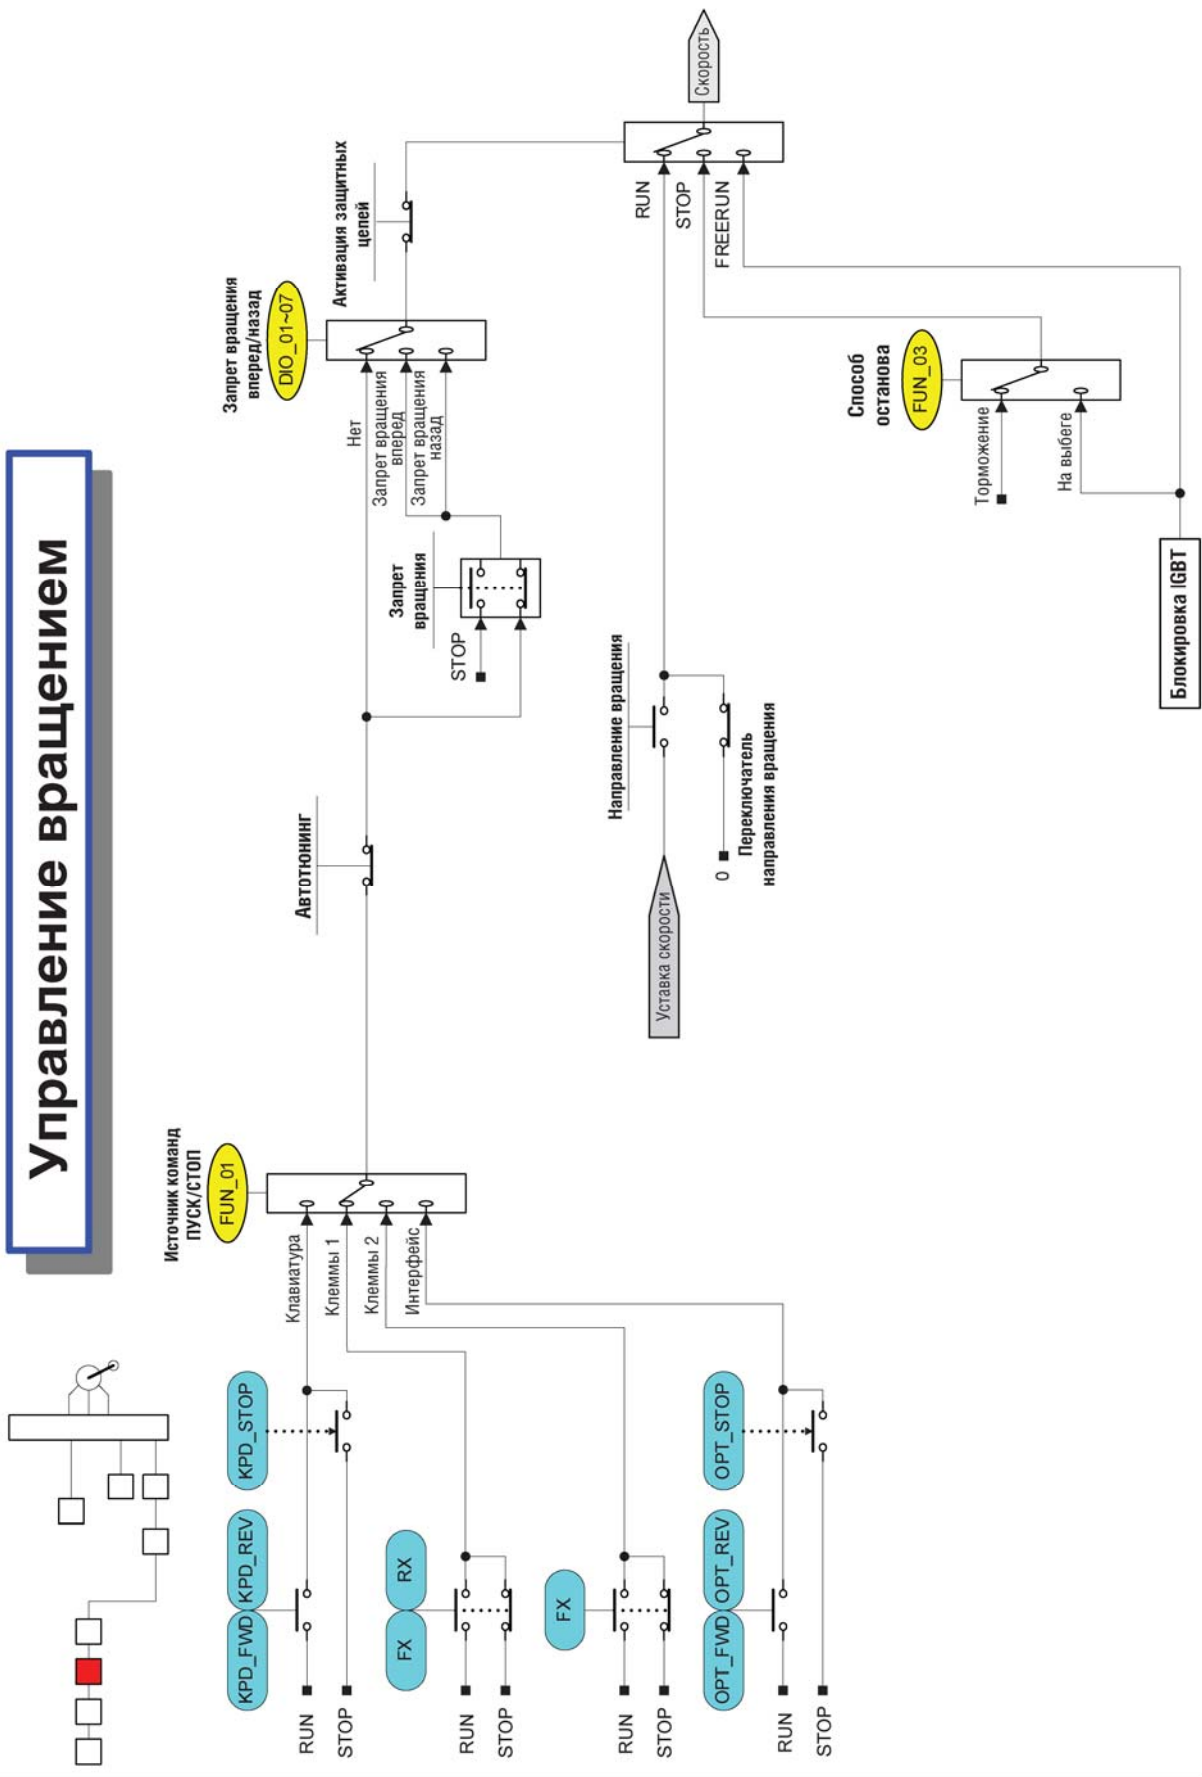 Управление вращением
Источник команд
ПУСК/СТОП
FUN_01
Клавиатура
Клеммы 1
Клеммы 2
Интерфейс
KPD_FWD
KPD_REV
KPD_STOP
RUN
STOP
FX
RX
RUN
STOP
FX
RUN
STOP
OPT_FWD
OPT_REV
OPT_STOP
RUN
STOP
Автотюнинг
Запрет
вращения
STOP
Запрет вращения
вперед/назад
DIO_01~07
Нет
Запрет вращения
вперед
Запрет вращения
назад
Активация защитных
цепей
Уставка скорости
Направление вращения
0
Переключатель
направления вращения
Способ
останова
FUN_03
Торможение
На выбеге
Блокировка IGBT
RUN
STOP
FREERUN
Скорость